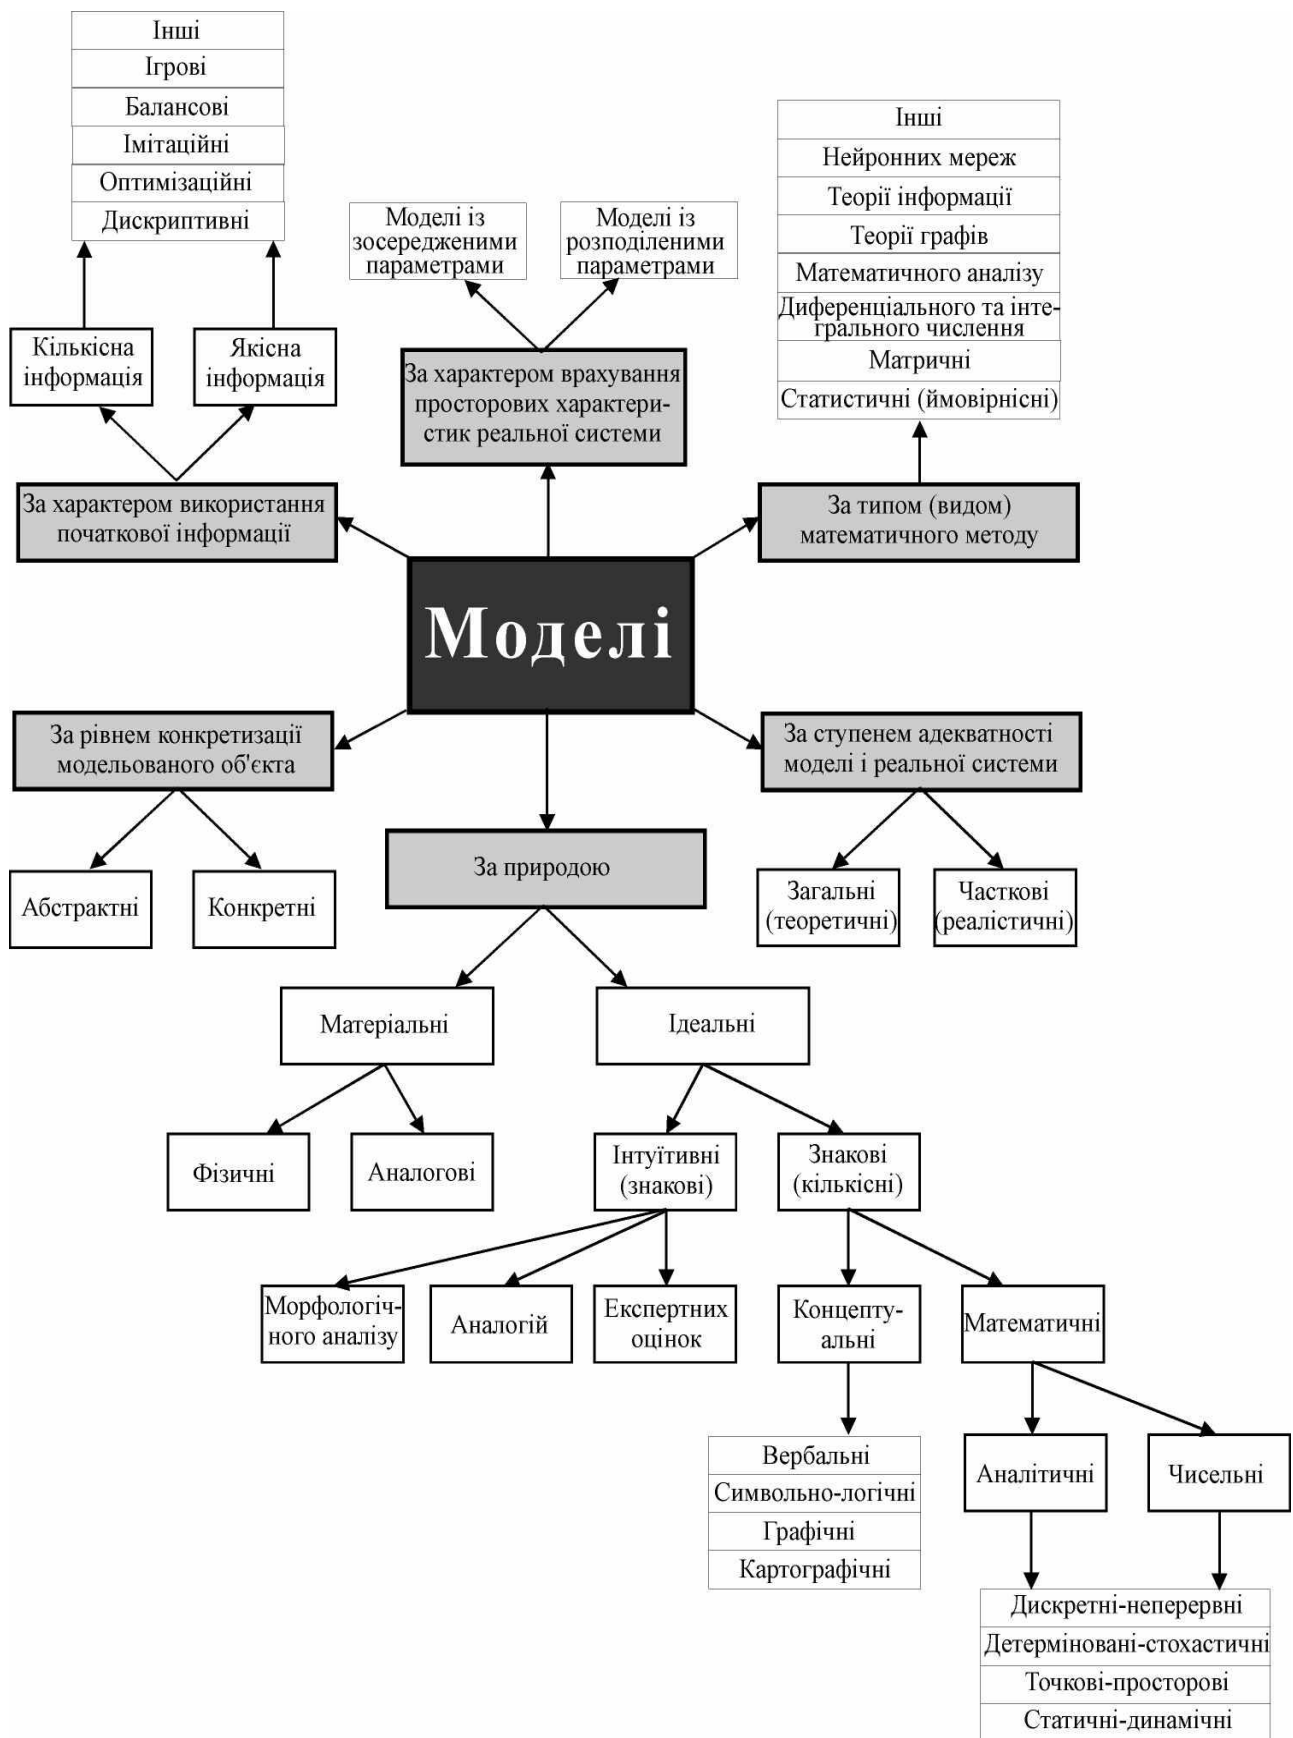 Інші
Ігрові
Балансові
Імітаційні
Оптимізаційні
Дискриптивні
Кількісна
інформація
Якісна
інформація
За характером використання
початкової інформації
Моделі із
зосередженими
параметрами
Моделі із
розподіленими
параметрами
За характером врахування
просторових характери-
стик реальної системи
Інші
Нейронних мереж
Теорії інформації
Теорії графів
Математичного аналізу
Диференціального та інте-
грального числення
Матричні
Статистичні (ймовірнісні)
За типом (видом)
математичного методу
Моделі
За рівнем конкретизації
модельованого об'єкта
Абстрактні
Конкретні
За природою
За ступенем адекватності
моделі і реальної системи
Загальні
(теоретичні)
Часткові
(реалістичні)
Матеріальні
Ідеальні
Фізичні
Аналогові
Інтуїтивні
(знакові)
Знакові
(кількісні)
Морфологіч-
ного аналізу
Аналогій
Експертних
оцінок
Концепту-
альні
Математичні
Вербальні
Символьно-логічні
Графічні
Картографічні
Аналітичні
Чисельні
Дискретні-неперервні
Детерміновані-стохастичні
Точкові-просторові
Статичні-динамічні